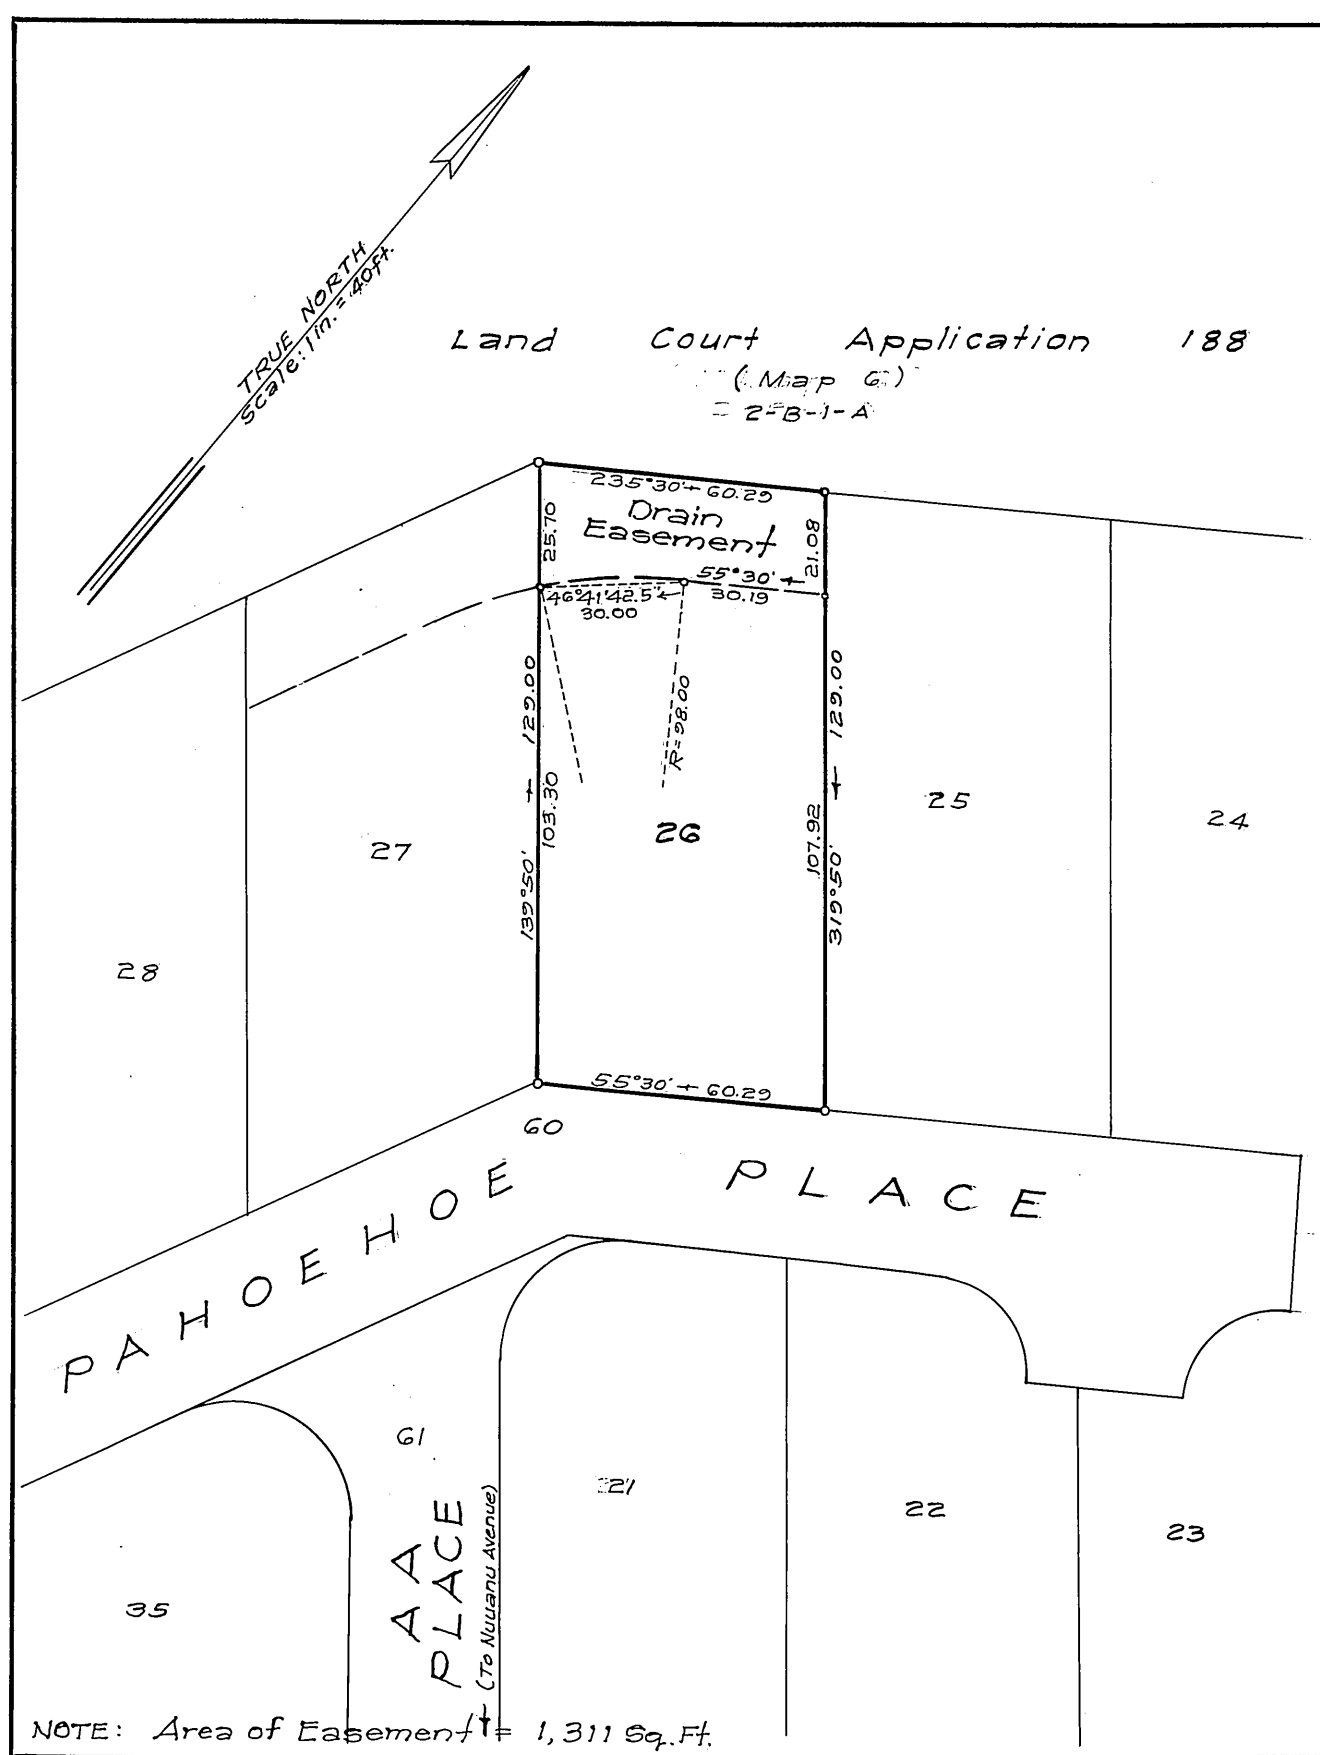 TRUE NORTH
Scale: 1 in. = 40 ft.
Land Court Application 188
(Map 6)
2-B-1-A
235°30' 60.29
Drain
Easement
25.70
21.08
55°30'
30.19
46°41'42.5"
30.00
R=98.00
129.00
103.30
139°50'
129.00
107.92
319°50'
26
25
24
27
28
55°30' 60.29
60
PAHOEHOE PLACE
61
AA
PLACE
(To Nuuanu Avenue)
21
22
23
35
NOTE: Area of Easement = 1,311 Sq. Ft.